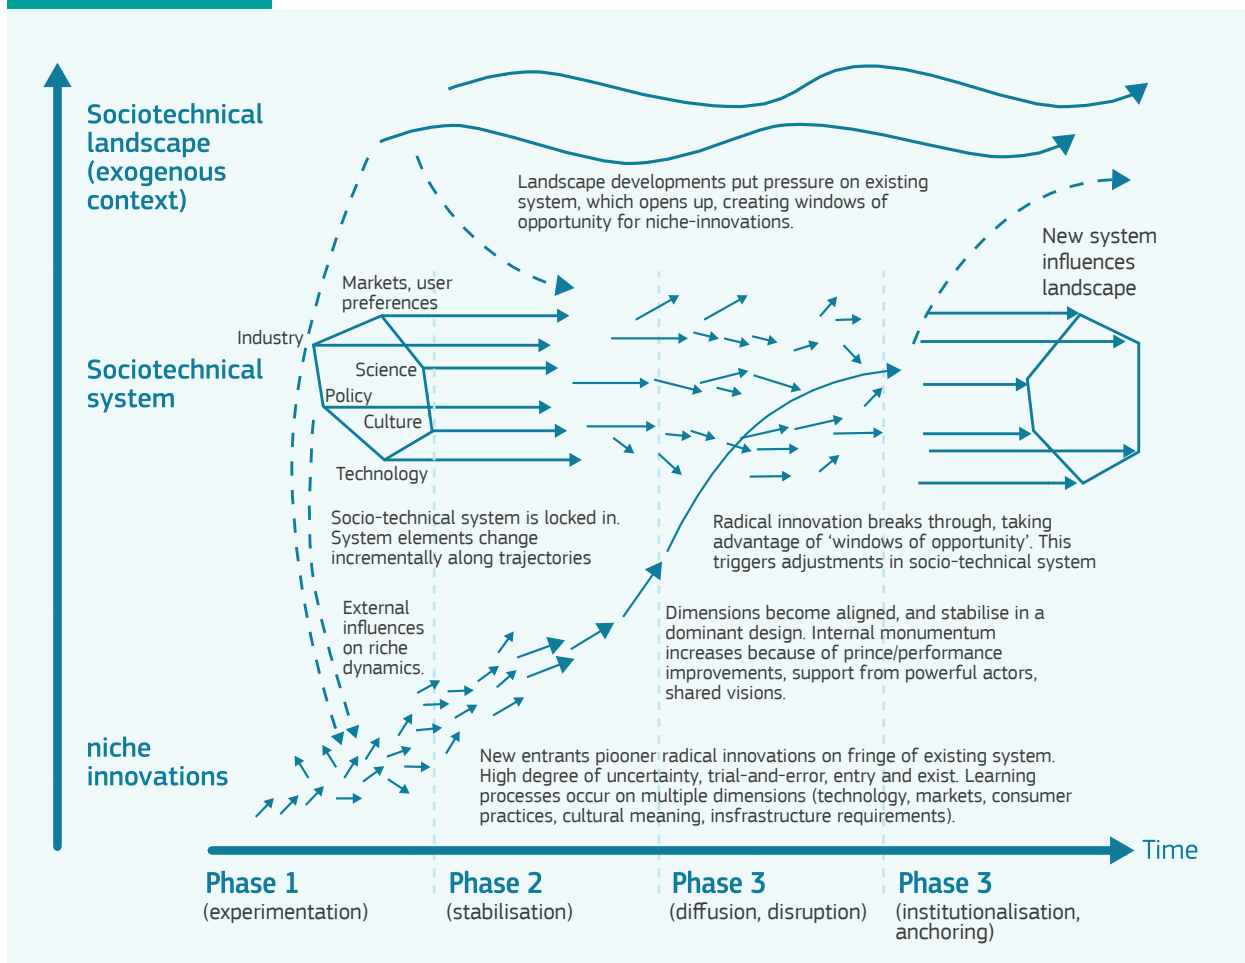 Sociotechnical
landscape
(exogenous
context)
Landscape developments put pressure on existing
system, which opens up, creating windows of
opportunity for niche-innovations.
New system
influences
landscape
Markets, user
preferences
Industry
Science
Policy
Culture
Technology
Sociotechnical
system
Socio-technical system is locked in.
System elements change
incrementally along trajectories
Radical innovation breaks through, taking
advantage of ‘windows of opportunity’. This
triggers adjustments in socio-technical system
External
influences
on riche
dynamics.
Dimensions become aligned, and stabilise in a
dominant design. Internal monumentum
increases because of prince/performance
improvements, support from powerful actors,
shared visions.
niche
innovations
New entrants piooner radical innovations on fringe of existing system.
High degree of uncertainty, trial-and-error, entry and exist. Learning
processes occur on multiple dimensions (technology, markets, consumer
practices, cultural meaning, insfrastructure requirements).
Time
Phase 1
(experimentation)
Phase 2
(stabilisation)
Phase 3
(diffusion, disruption)
Phase 3
(institutionalisation,
anchoring)